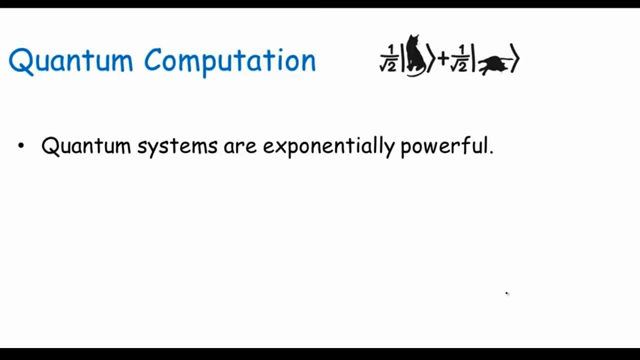 Quantum Computation
1/√2|⟩+1/√2|⟩
• Quantum systems are exponentially powerful.